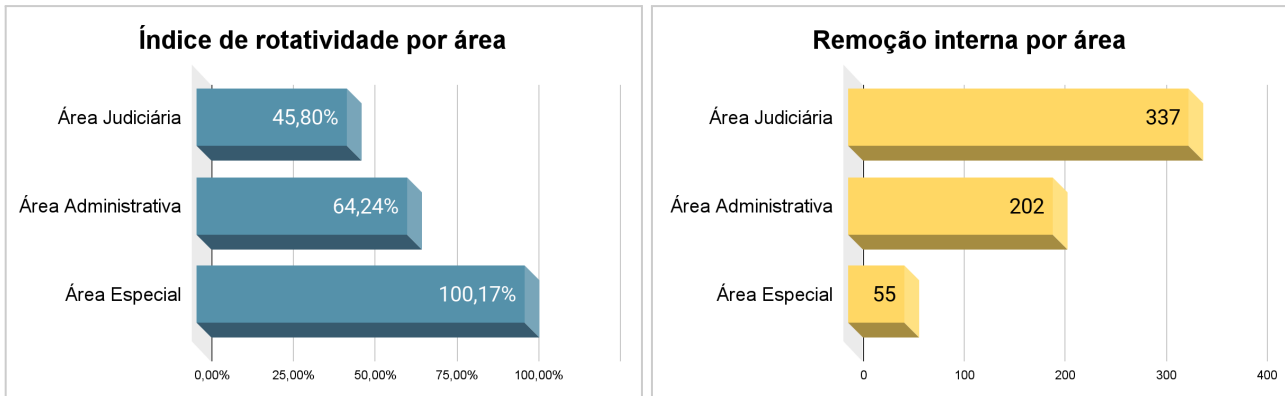 Índice de rotatividade por área
Área Judiciária
45,80%
Área Administrativa
64,24%
Área Especial
100,17%
0,00%
25,00%
50,00%
75,00%
100,00%
Remoção interna por área
Área Judiciária
337
Área Administrativa
202
Área Especial
55
0
100
200
300
400